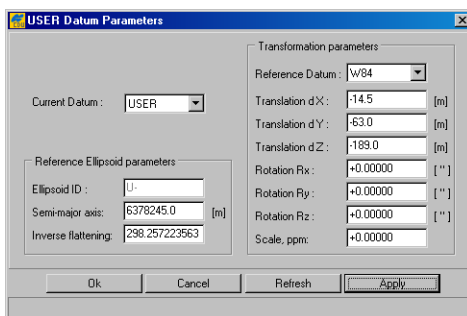 USER Datum Parameters
Current Datum : USER
Reference Ellipsoid parameters
Ellipsoid ID : U-
Semi-major axis: 6378245.0 [m]
Inverse flattening: 298.257223563
Transformation parameters
Reference Datum : W84
Translation dX : -14.5 [m]
Translation dY : -63.0 [m]
Translation dZ : -189.0 [m]
Rotation Rx : +0.00000 [ " ]
Rotation Ry : +0.00000 [ " ]
Rotation Rz : +0.00000 [ " ]
Scale, ppm: +0.00000
Ok Cancel Refresh Apply